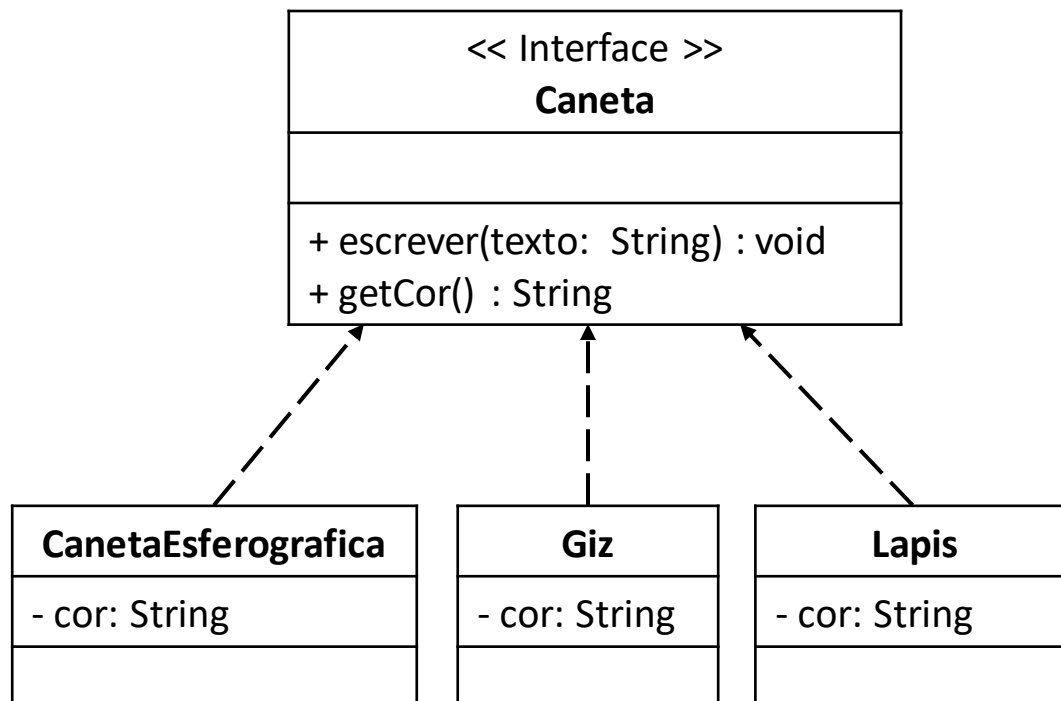 << Interface >>
Caneta
+ escrever(texto: String) : void
+ getCor() : String
CanetaEsferografica
- cor: String
Giz
- cor: String
Lapis
- cor: String